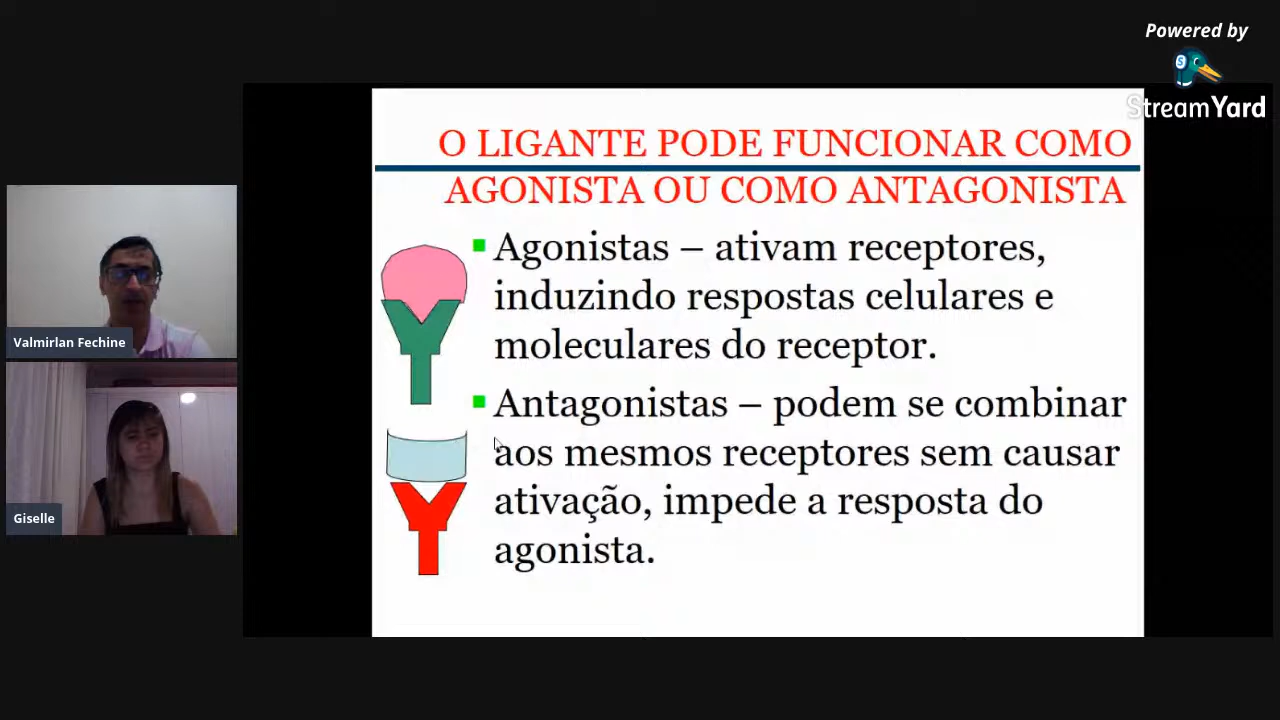 Powered by
StreamYard
O LIGANTE PODE FUNCIONAR COMO
AGONISTA OU COMO ANTAGONISTA
Agonistas – ativam receptores,
induzindo respostas celulares e
moleculares do receptor.
Antagonistas – podem se combinar
aos mesmos receptores sem causar
ativação, impede a resposta do
agonista.
Valmirlan Fechine
Giselle